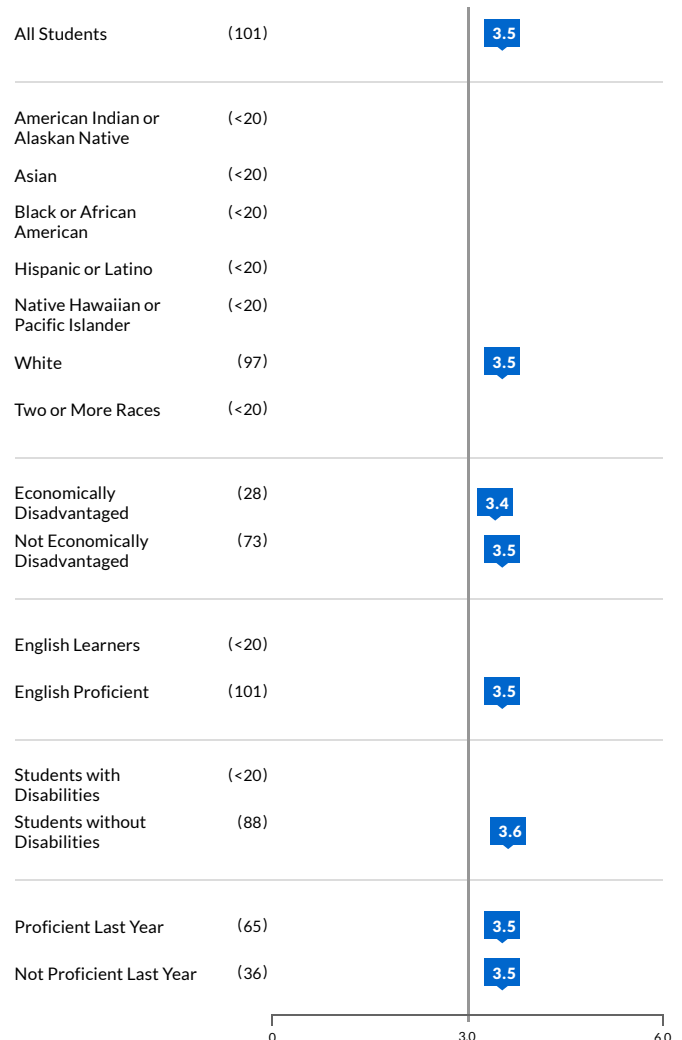 All Students (101) 3.5
American Indian or (<20)
Alaskan Native
Asian (<20)
Black or African (<20)
American
Hispanic or Latino (<20)
Native Hawaiian or (<20)
Pacific Islander
White (97) 3.5
Two or More Races (<20)
Economically (28) 3.4
Disadvantaged
Not Economically (73) 3.5
Disadvantaged
English Learners (<20)
English Proficient (101) 3.5
Students with (<20)
Disabilities
Students without (88) 3.6
Disabilities
Proficient Last Year (65) 3.5
Not Proficient Last Year (36) 3.5
0 3.0 6.0